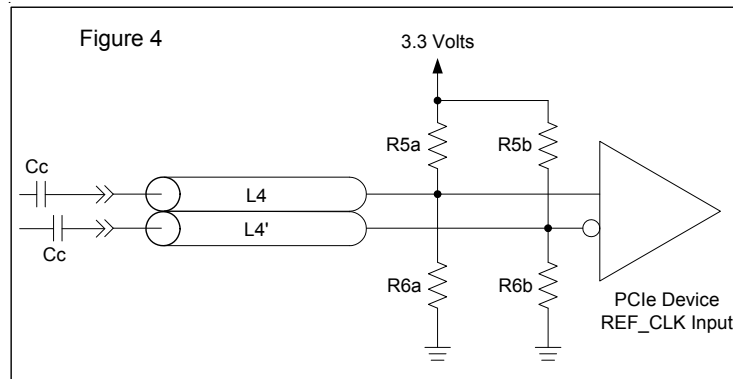 Figure 4
3.3 Volts
R5a
R5b
Cc
L4
L4'
Cc
R6a
R6b
PCIe Device
REF_CLK Input